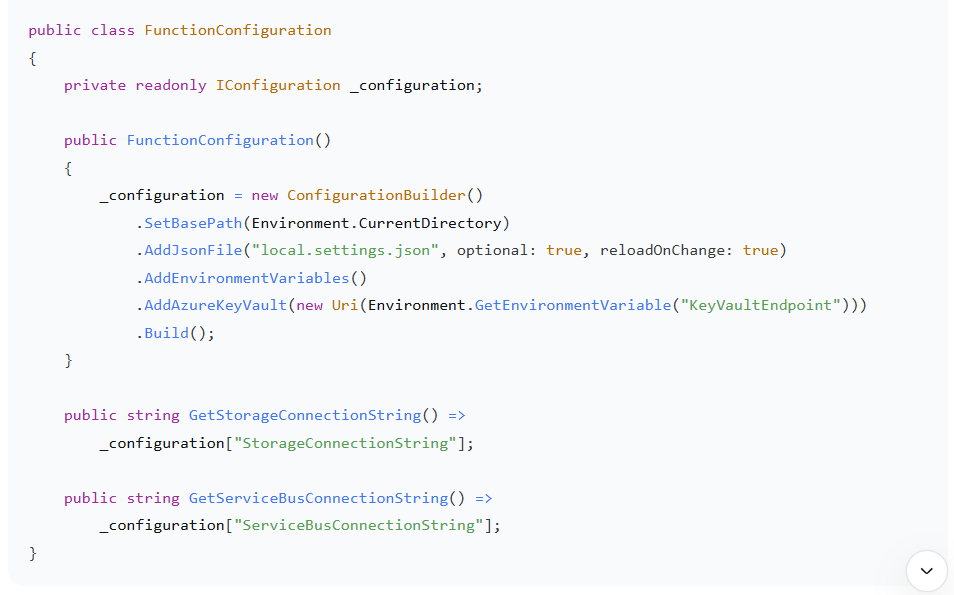 public class FunctionConfiguration
{
    private readonly IConfiguration _configuration;

    public FunctionConfiguration()
    {
        _configuration = new ConfigurationBuilder()
            .SetBasePath(Environment.CurrentDirectory)
            .AddJsonFile("local.settings.json", optional: true, reloadOnChange: true)
            .AddEnvironmentVariables()
            .AddAzureKeyVault(new Uri(Environment.GetEnvironmentVariable("KeyVaultEndpoint")))
            .Build();
    }

    public string GetStorageConnectionString() =>
        _configuration["StorageConnectionString"];

    public string GetServiceBusConnectionString() =>
        _configuration["ServiceBusConnectionString"];
}